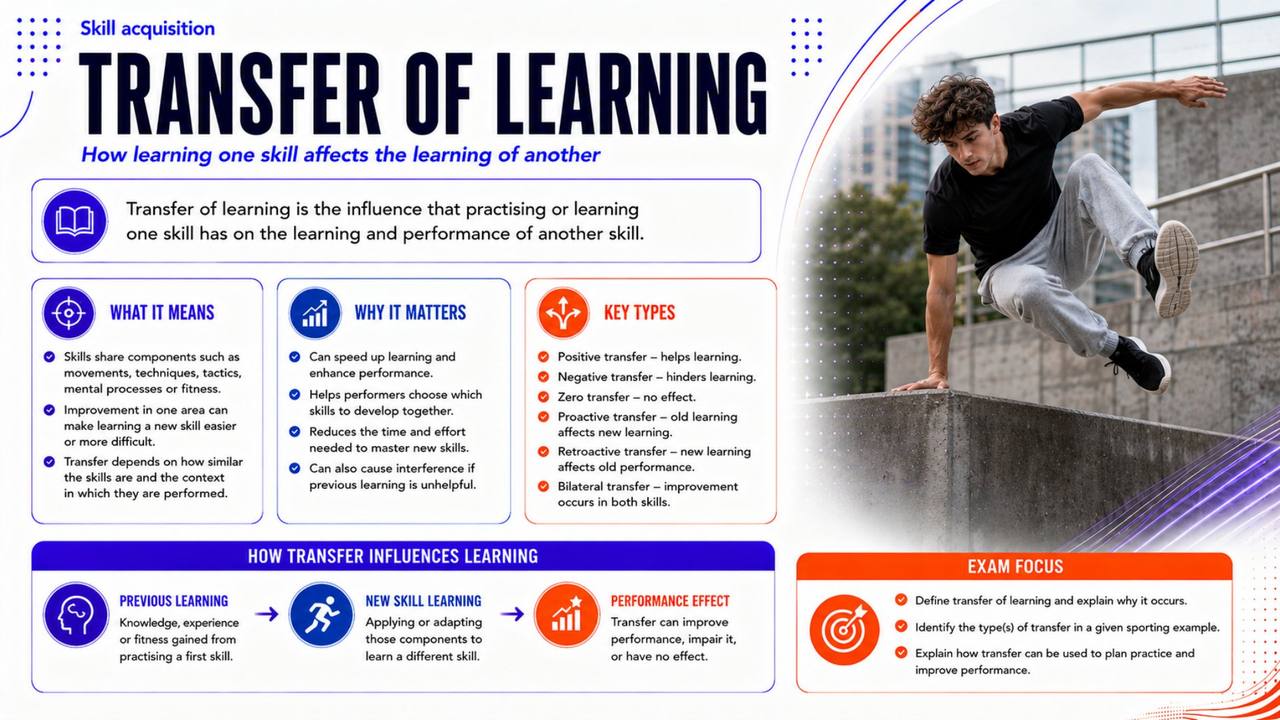 Skill acquisition
TRANSFER OF LEARNING
How learning one skill affects the learning of another
Transfer of learning is the influence that practising or learning
one skill has on the learning and performance of another skill.
WHAT IT MEANS
Skills share components such as
movements, techniques, tactics,
mental processes or fitness.
Improvement in one area can
make learning a new skill easier
or more difficult.
Transfer depends on how similar
the skills are and the context
in which they are performed.
WHY IT MATTERS
Can speed up learning and
enhance performance.
Helps performers choose which
skills to develop together.
Reduces the time and effort
needed to master new skills.
Can also cause interference if
previous learning is unhelpful.
KEY TYPES
Positive transfer – helps learning.
Negative transfer – hinders learning.
Zero transfer – no effect.
Proactive transfer – old learning
affects new learning.
Retroactive transfer – new learning
affects old performance.
Bilateral transfer – improvement
occurs in both skills.
HOW TRANSFER INFLUENCES LEARNING
PREVIOUS LEARNING
Knowledge, experience
or fitness gained from
practising a first skill.
NEW SKILL LEARNING
Applying or adapting
those components to
learn a different skill.
PERFORMANCE EFFECT
Transfer can improve
performance, impair it,
or have no effect.
EXAM FOCUS
Define transfer of learning and explain why it occurs.
Identify the type(s) of transfer in a given sporting example.
Explain how transfer can be used to plan practice and
improve performance.